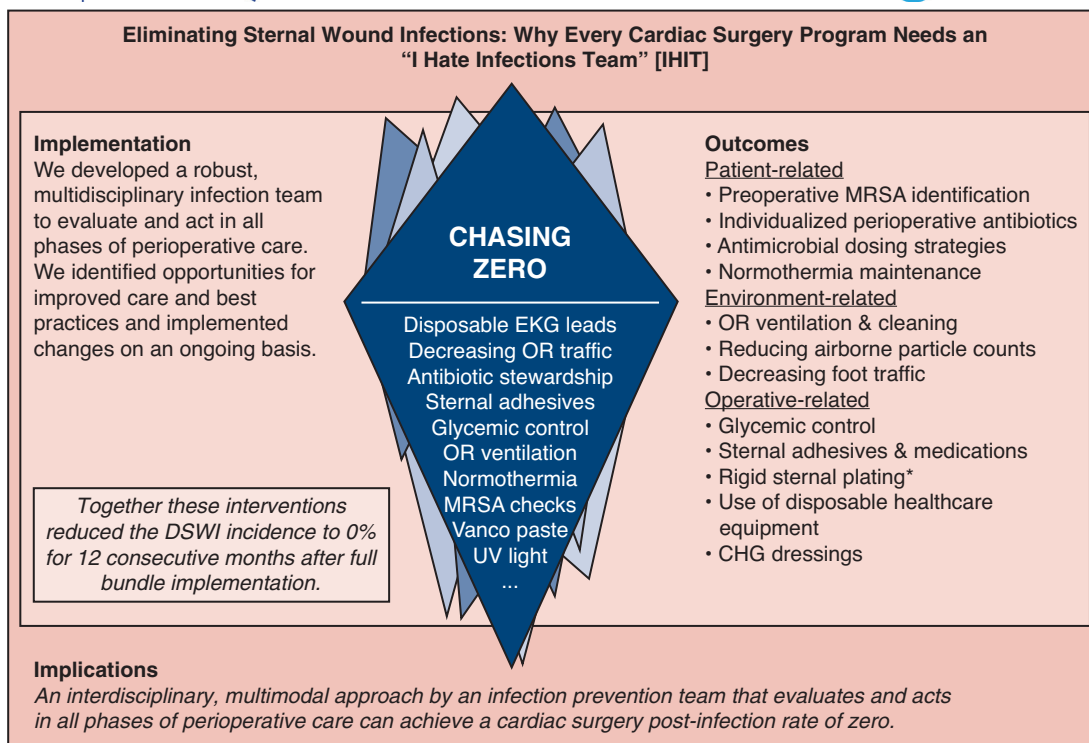 Eliminating Sternal Wound Infections: Why Every Cardiac Surgery Program Needs an
“I Hate Infections Team” [IHIT]
Implementation
We developed a robust,
multidisciplinary infection team
to evaluate and act in all
phases of perioperative care.
We identified opportunities for
improved care and best
practices and implemented
changes on an ongoing basis.
Together these interventions
reduced the DSWI incidence to 0%
for 12 consecutive months after full
bundle implementation.
CHASING
ZERO
Disposable EKG leads
Decreasing OR traffic
Antibiotic stewardship
Sternal adhesives
Glycemic control
OR ventilation
Normothermia
MRSA checks
Vanco paste
UV light
...
Outcomes
Patient-related
• Preoperative MRSA identification
• Individualized perioperative antibiotics
• Antimicrobial dosing strategies
• Normothermia maintenance
Environment-related
• OR ventilation & cleaning
• Reducing airborne particle counts
• Decreasing foot traffic
Operative-related
• Glycemic control
• Sternal adhesives & medications
• Rigid sternal plating*
• Use of disposable healthcare
equipment
• CHG dressings
Implications
An interdisciplinary, multimodal approach by an infection prevention team that evaluates and acts
in all phases of perioperative care can achieve a cardiac surgery post-infection rate of zero.